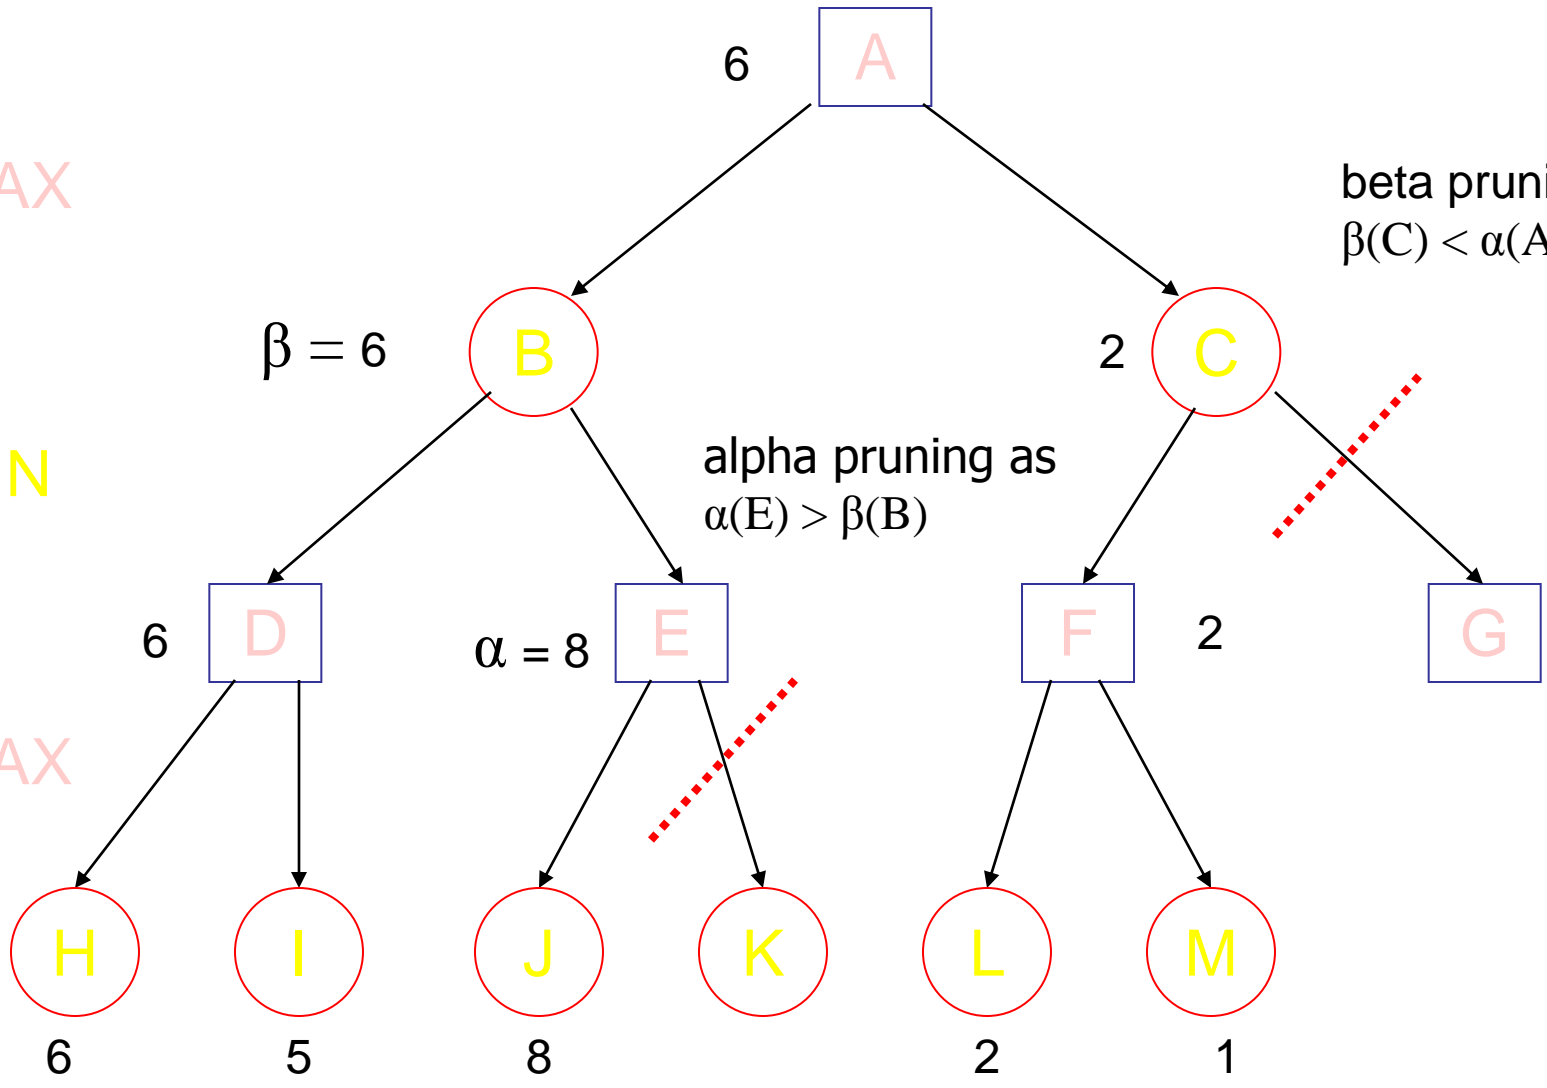 6 A
AX
beta pruni
β(C) < α(A
β = 6 B
2 C
N
alpha pruning as
α(E) > β(B)
6 D
α = 8 E
F 2
G
AX
H I J K L M
6 5 8 2 1